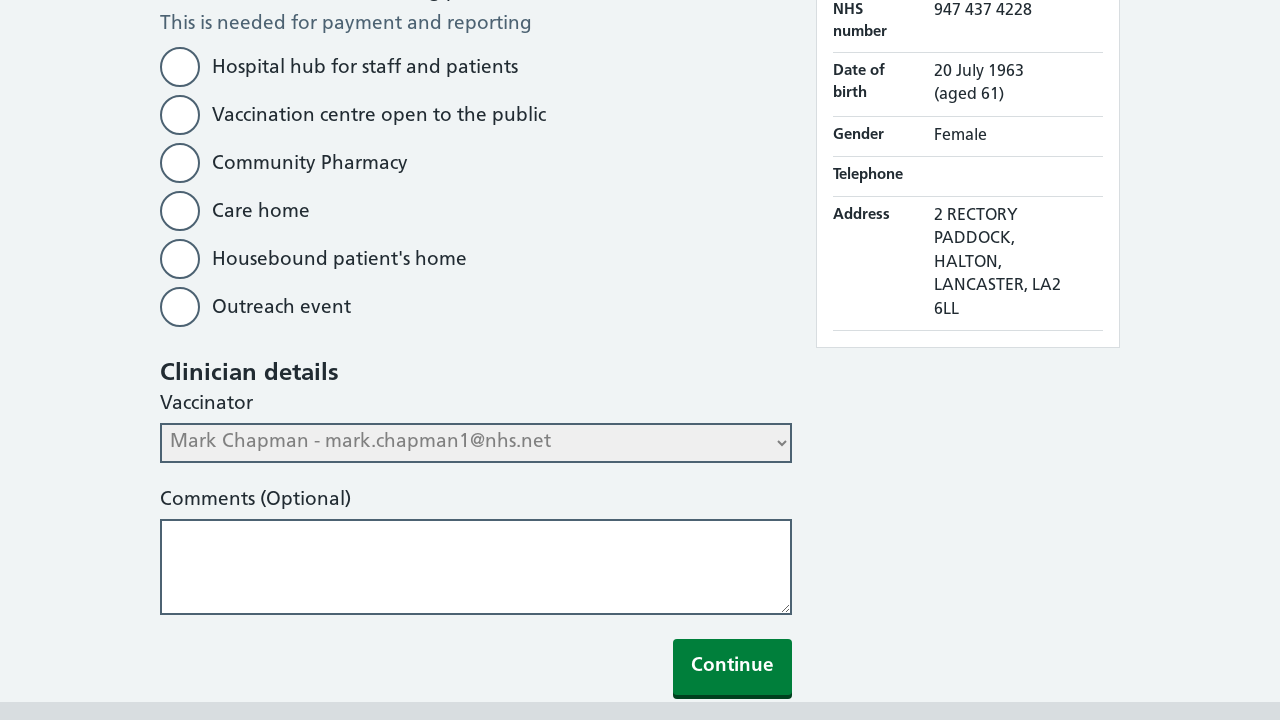 This is needed for payment and reporting
Hospital hub for staff and patients
Vaccination centre open to the public
Community Pharmacy
Care home
Housebound patient's home
Outreach event
Clinician details
Vaccinator
Mark Chapman - mark.chapman1@nhs.net
Comments (Optional)
Continue
NHS number
947 437 4228
Date of birth
20 July 1963
(aged 61)
Gender
Female
Telephone
Address
2 RECTORY
PADDOCK,
HALTON,
LANCASTER, LA2
6LL